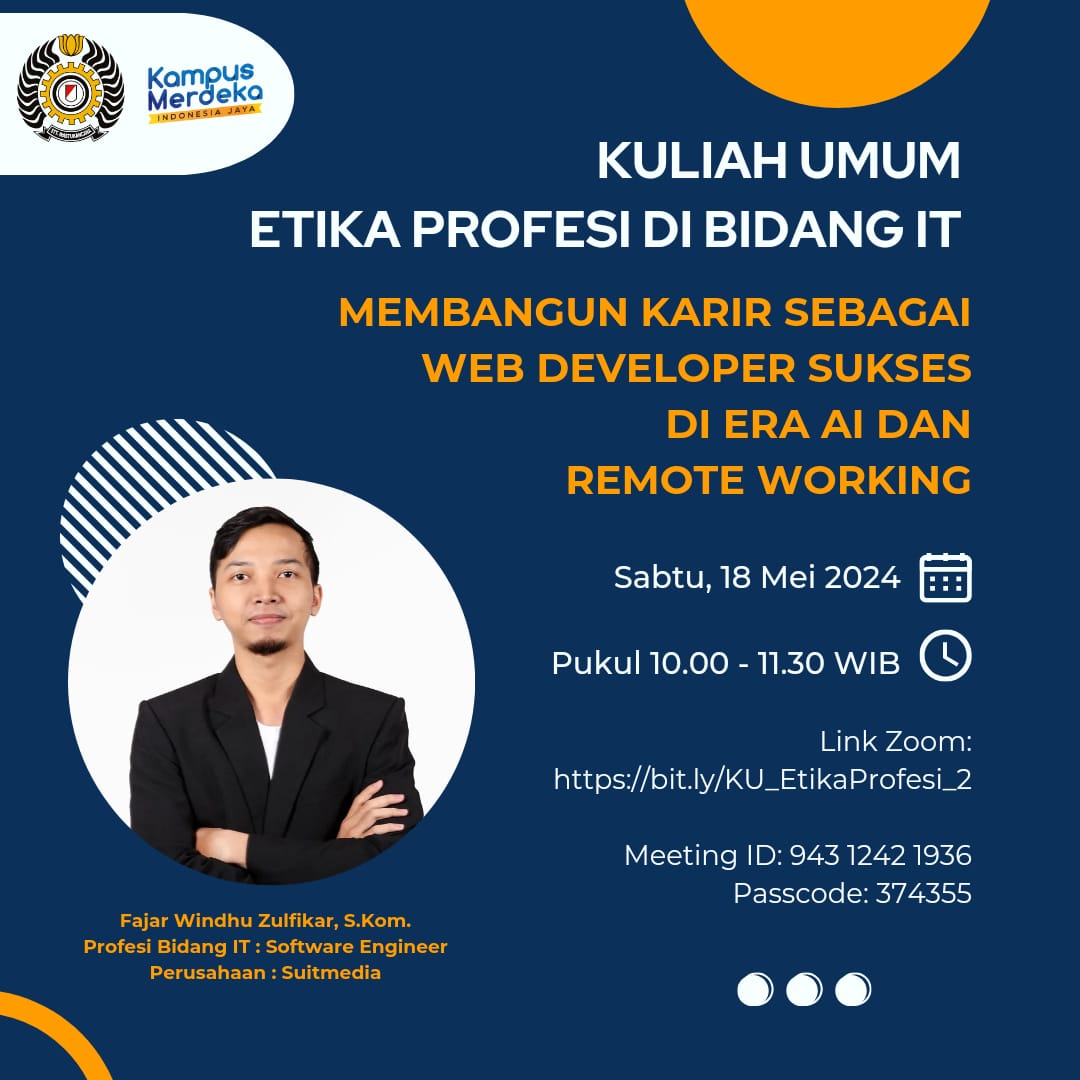 Kampus
Merdeka
INDONESIA JAYA
KULIAH UMUM
ETIKA PROFESI DI BIDANG IT
MEMBANGUN KARIR SEBAGAI
WEB DEVELOPER SUKSES
DI ERA AI DAN
REMOTE WORKING
Sabtu, 18 Mei 2024
Pukul 10.00 - 11.30 WIB
Link Zoom:
https://bit.ly/KU_EtikaProfesi_2
Meeting ID: 943 1242 1936
Passcode: 374355
Fajar Windhu Zulfikar, S.Kom.
Profesi Bidang IT : Software Engineer
Perusahaan : Suitmedia